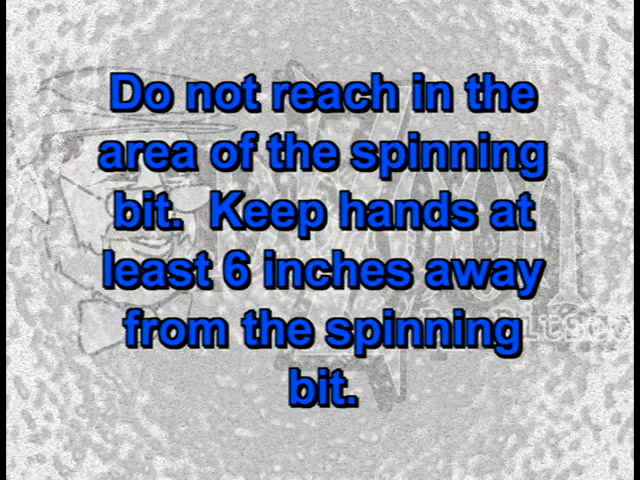 Do not reach in the
area of the spinning
bit.  Keep hands at
least 6 inches away
from the spinning
bit.